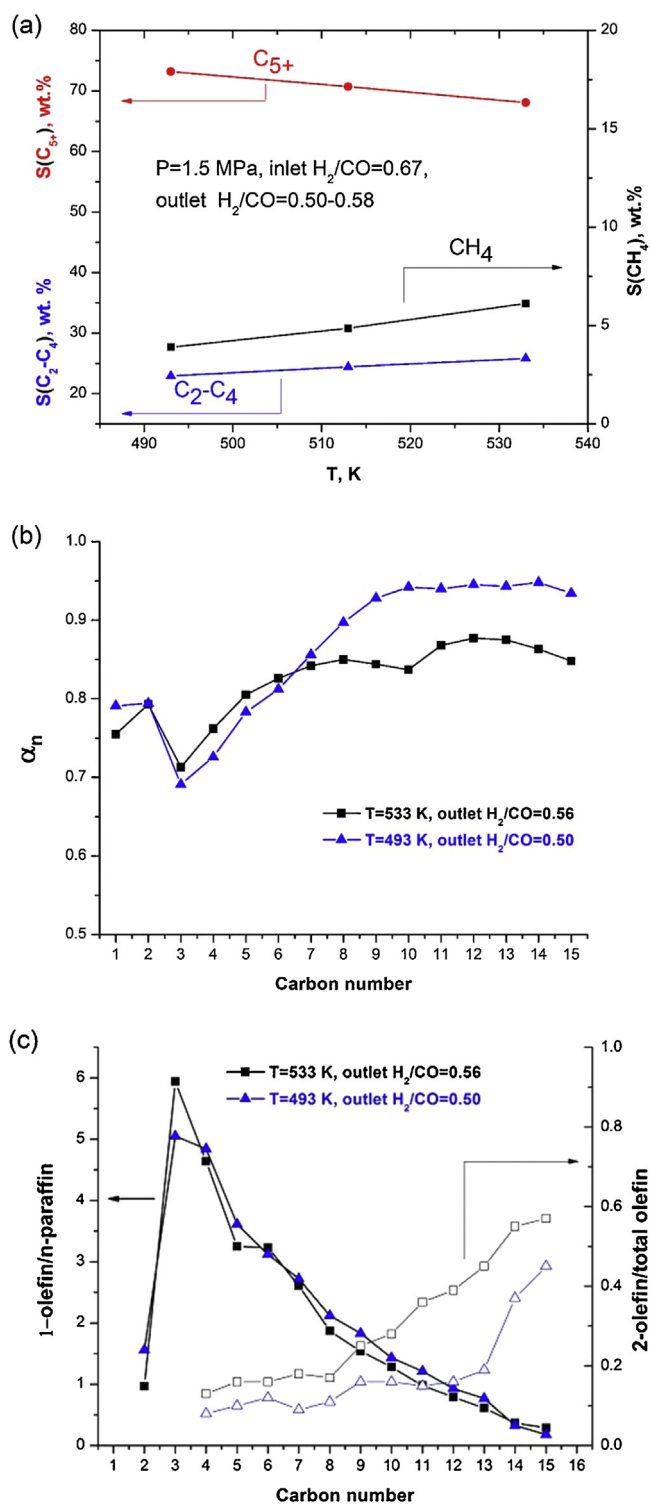 (a)
80
70
60
50
40
30
20
S(C5+), wt.%
S(C2-C4), wt. %
C5+
P=1.5 MPa, inlet H2/CO=0.67,
outlet H2/CO=0.50-0.58
CH4
C2-C4
20
15
10
5
0
S(CH4), wt.%
490 500 510 520 530 540
T, K
(b)
1.0
0.9
0.8
0.7
0.6
0.5
αn
T=533 K, outlet H2/CO=0.56
T=493 K, outlet H2/CO=0.50
1 2 3 4 5 6 7 8 9 10 11 12 13 14 15
Carbon number
(c)
6
5
4
3
2
1
0
1-olefin/n-paraffin
T=533 K, outlet H2/CO=0.56
T=493 K, outlet H2/CO=0.50
1.0
0.8
0.6
0.4
0.2
0.0
2-olefin/total olefin
1 2 3 4 5 6 7 8 9 10 11 12 13 14 15 16
Carbon number